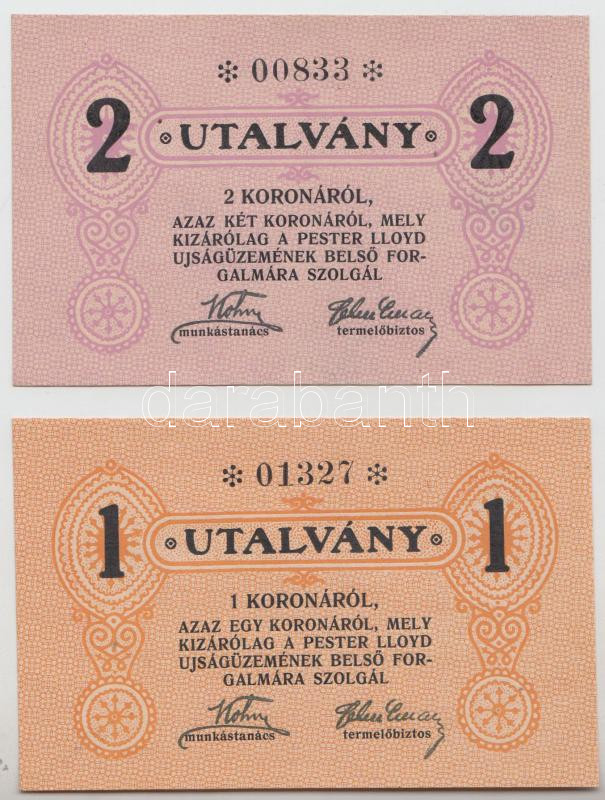 * 00833 *
2 UTALVÁNY 2
2 KORONÁRÓL,
AZAZ KÉT KORONÁRÓL, MELY
KIZÁRÓLAG A PESTER LLOYD
UJSÁGÜZEMÉNEK BELSŐ FOR-
GALMÁRA SZOLGÁL
munkástanács termelőbiztos
darabanth
* 01327 *
1 UTALVÁNY 1
1 KORONÁRÓL,
AZAZ EGY KORONÁRÓL, MELY
KIZÁRÓLAG A PESTER LLOYD
UJSÁGÜZEMÉNEK BELSŐ FOR-
GALMÁRA SZOLGÁL
munkástanács termelőbiztos